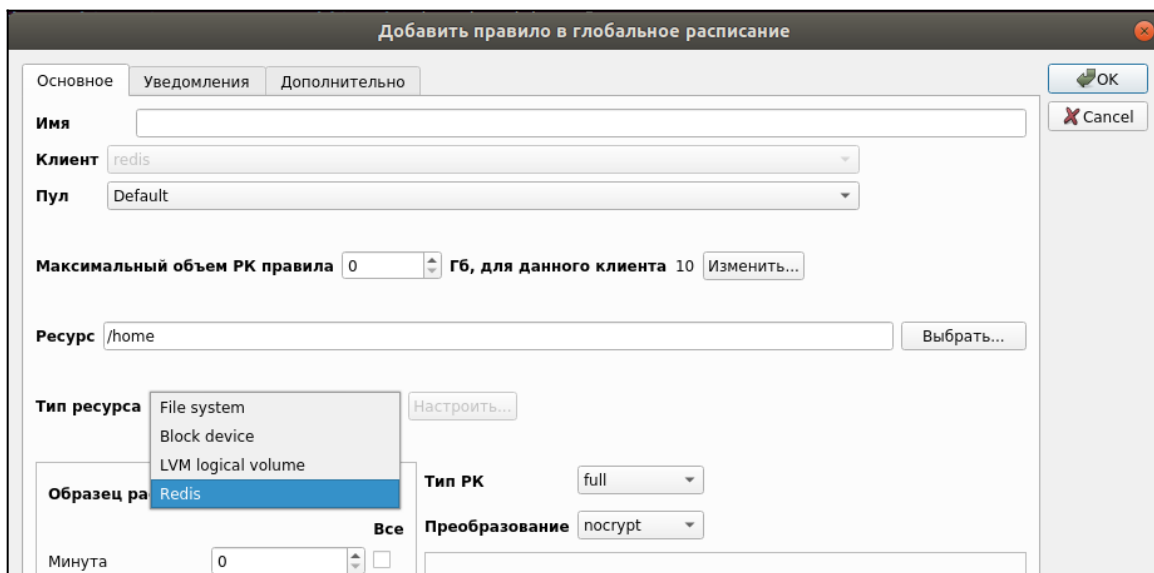 Добавить правило в глобальное расписание
Основное Уведомления Дополнительно
OK
Cancel
Имя
Клиент redis
Пул Default
Максимальный объем РК правила 0 Гб, для данного клиента 10 Изменить...
Ресурс /home Выбрать...
Тип ресурса File system Настроить...
Block device
LVM logical volume
Redis
Образец ра
Все
Минута 0
Тип РК full
Преобразование nocrypt